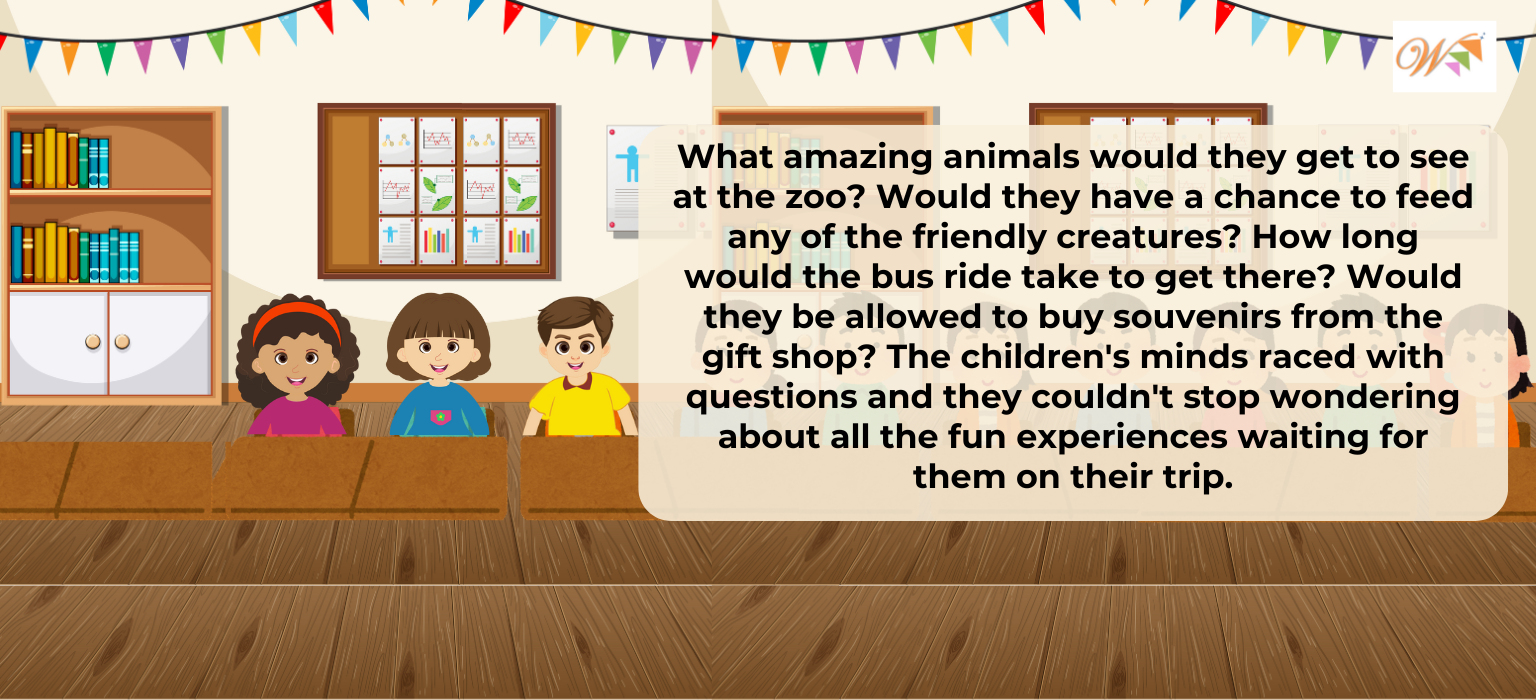 W
What amazing animals would they get to see
at the zoo? Would they have a chance to feed
any of the friendly creatures? How long
would the bus ride take to get there? Would
they be allowed to buy souvenirs from the
gift shop? The children's minds raced with
questions and they couldn't stop wondering
about all the fun experiences waiting for
them on their trip.